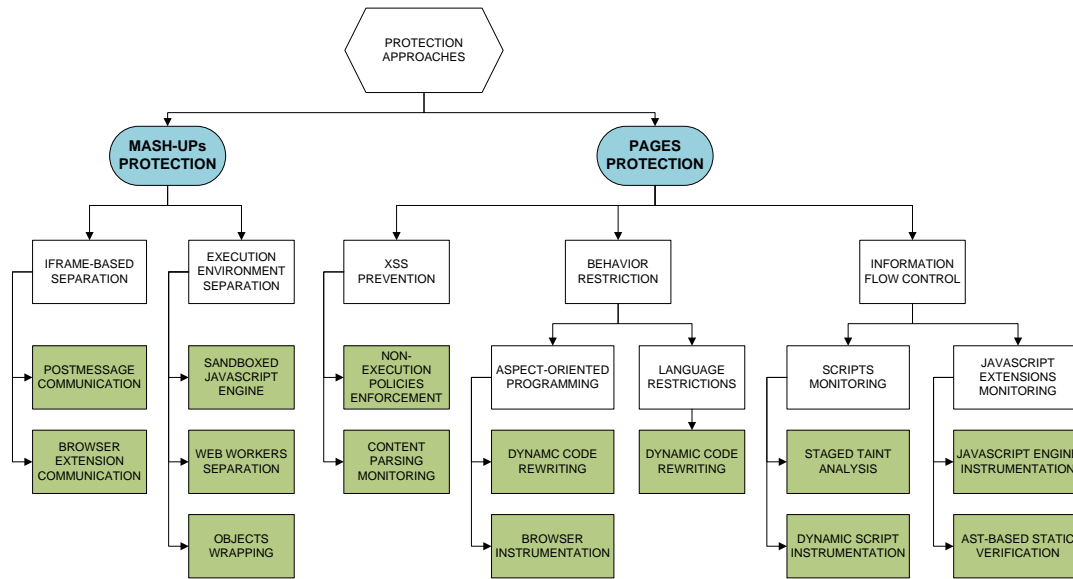 PROTECTION
APPROACHES
MASH-UPs
PROTECTION
PAGES
PROTECTION
IFRAME-BASED
SEPARATION
EXECUTION
ENVIRONMENT
SEPARATION
XSS
PREVENTION
BEHAVIOR
RESTRICTION
INFORMATION
FLOW CONTROL
POSTMESSAGE
COMMUNICATION
SANDBOXED
JAVASCRIPT
ENGINE
NON-
EXECUTION
POLICIES
ENFORCEMENT
ASPECT-ORIENTED
PROGRAMMING
LANGUAGE
RESTRICTIONS
SCRIPTS
MONITORING
JAVASCRIPT
EXTENSIONS
MONITORING
BROWSER
EXTENSION
COMMUNICATION
WEB WORKERS
SEPARATION
CONTENT
PARSING
MONITORING
DYNAMC CODE
REWRITING
DYNAMIC CODE
REWRITING
STAGED TAINT
ANALYSIS
JAVASCRIPT ENGINE
INSTRUMENTATION
OBJECTS
WRAPPING
BROWSER
INSTRUMENTATION
DYNAMIC SCRIPT
INSTRUMENTATION
AST-BASED STATIC
VERIFICATION